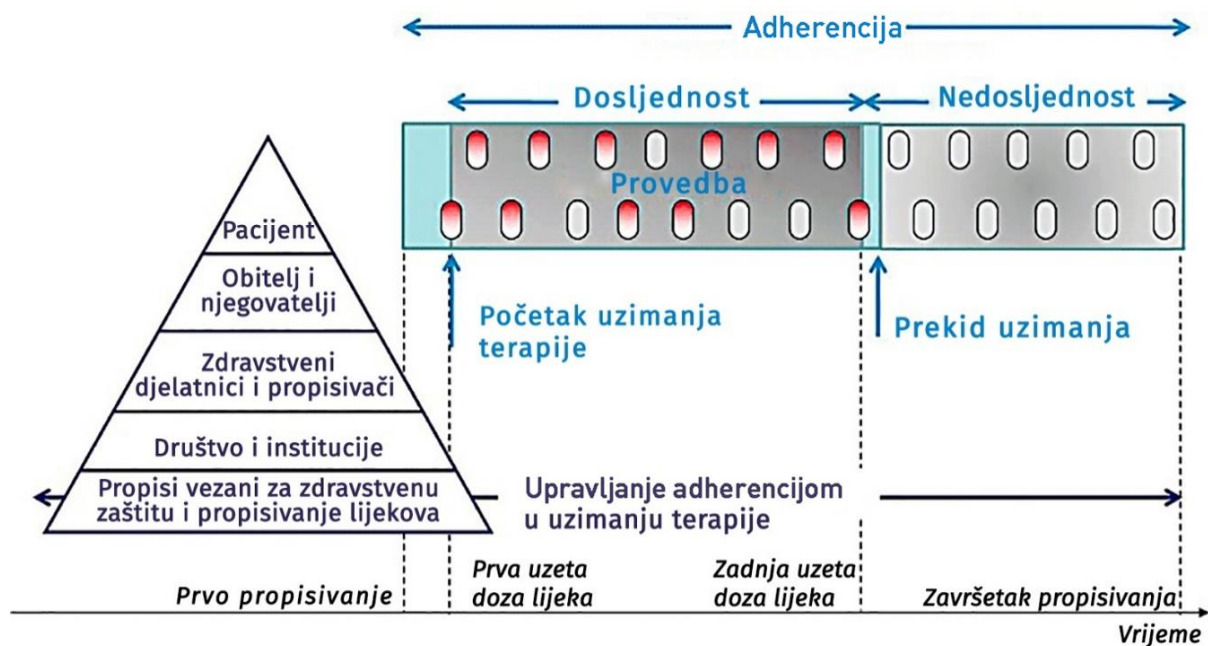 Adherencija
Dosljednost
Nedosljednost
Provedba
Pacijent
Obitelj i
njegovatelji
Zdravstveni
djelatnici i propisivači
Društvo i institucije
Propisi vezani za zdravstvenu
zaštitu i propisivanje lijekova
Početak uzimanja
terapije
Prekid uzimanja
Upravljanje adherencijom
u uzimanju terapije
Prvo propisivanje
Prva uzeta
doza lijeka
Zadnja uzeta
doza lijeka
Završetak propisivanja
Vrijeme